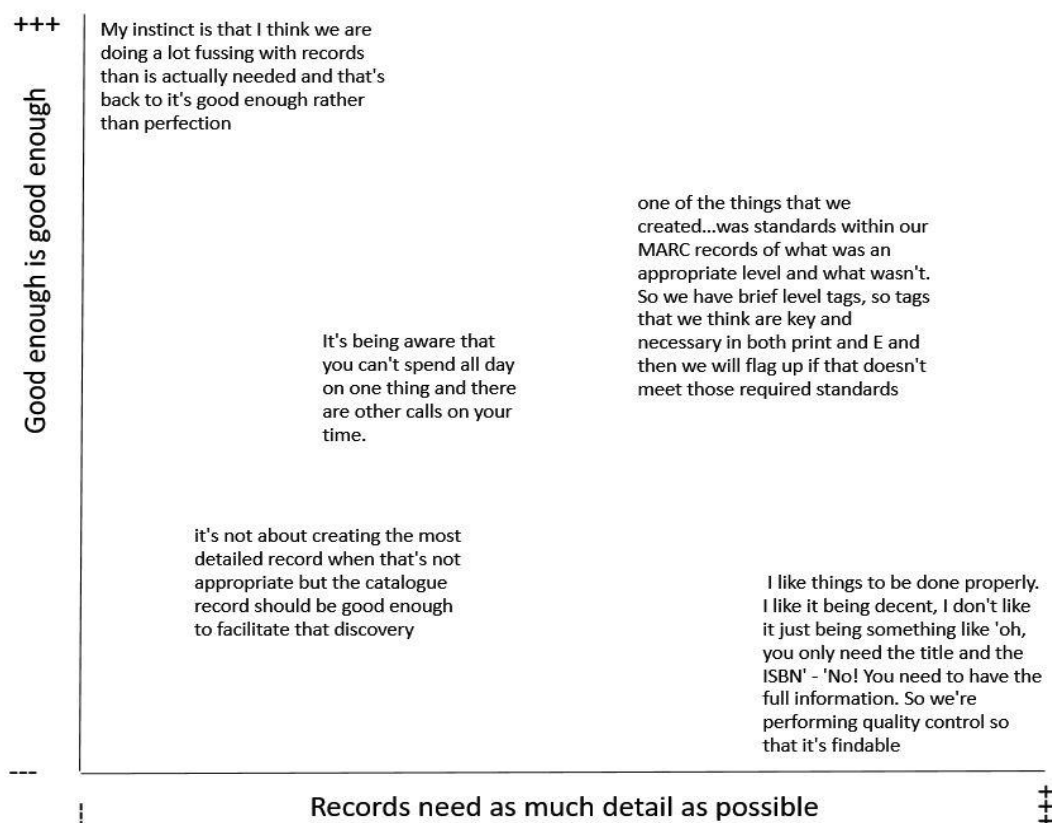 +++
Good enough is good enough
My instinct is that I think we are
doing a lot fussing with records
than is actually needed and that's
back to it's good enough rather
than perfection
one of the things that we
created...was standards within our
MARC records of what was an
appropriate level and what wasn't.
So we have brief level tags, so tags
that we think are key and
necessary in both print and E and
then we will flag up if that doesn't
meet those required standards
It's being aware that
you can't spend all day
on one thing and there
are other calls on your
time.
it's not about creating the most
detailed record when that's not
appropriate but the catalogue
record should be good enough
to facilitate that discovery
I like things to be done properly.
I like it being decent, I don't like
it just being something like 'oh,
you only need the title and the
ISBN' - 'No! You need to have the
full information. So we're
performing quality control so
that it's findable
---
---
Records need as much detail as possible
+++